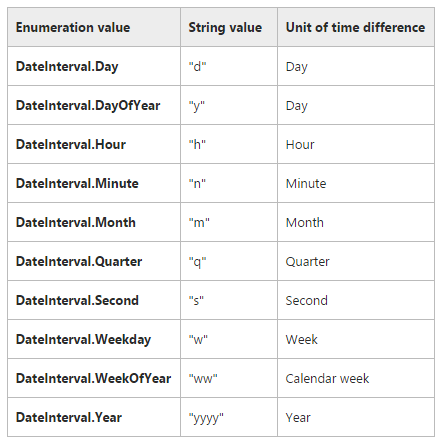 Enumeration value String value Unit of time difference
DateInterval.Day "d" Day
DateInterval.DayOfYear "y" Day
DateInterval.Hour "h" Hour
DateInterval.Minute "n" Minute
DateInterval.Month "m" Month
DateInterval.Quarter "q" Quarter
DateInterval.Second "s" Second
DateInterval.Weekday "w" Week
DateInterval.WeekOfYear "ww" Calendar week
DateInterval.Year "yyyy" Year